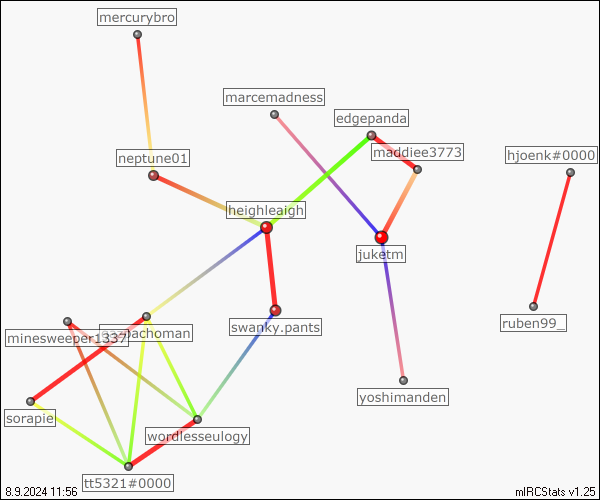 mercurybro
marcemadness
edgepanda
maddiee3773
hjoenk#0000
neptune01
heighleaigh
juketm
ruben99_
swanky.pants
pachoman
minesweeper1337
yoshimanden
sorapie
wordlesseulogy
tt5321#0000
8.9.2024 11:56
mIRCStats v1.25